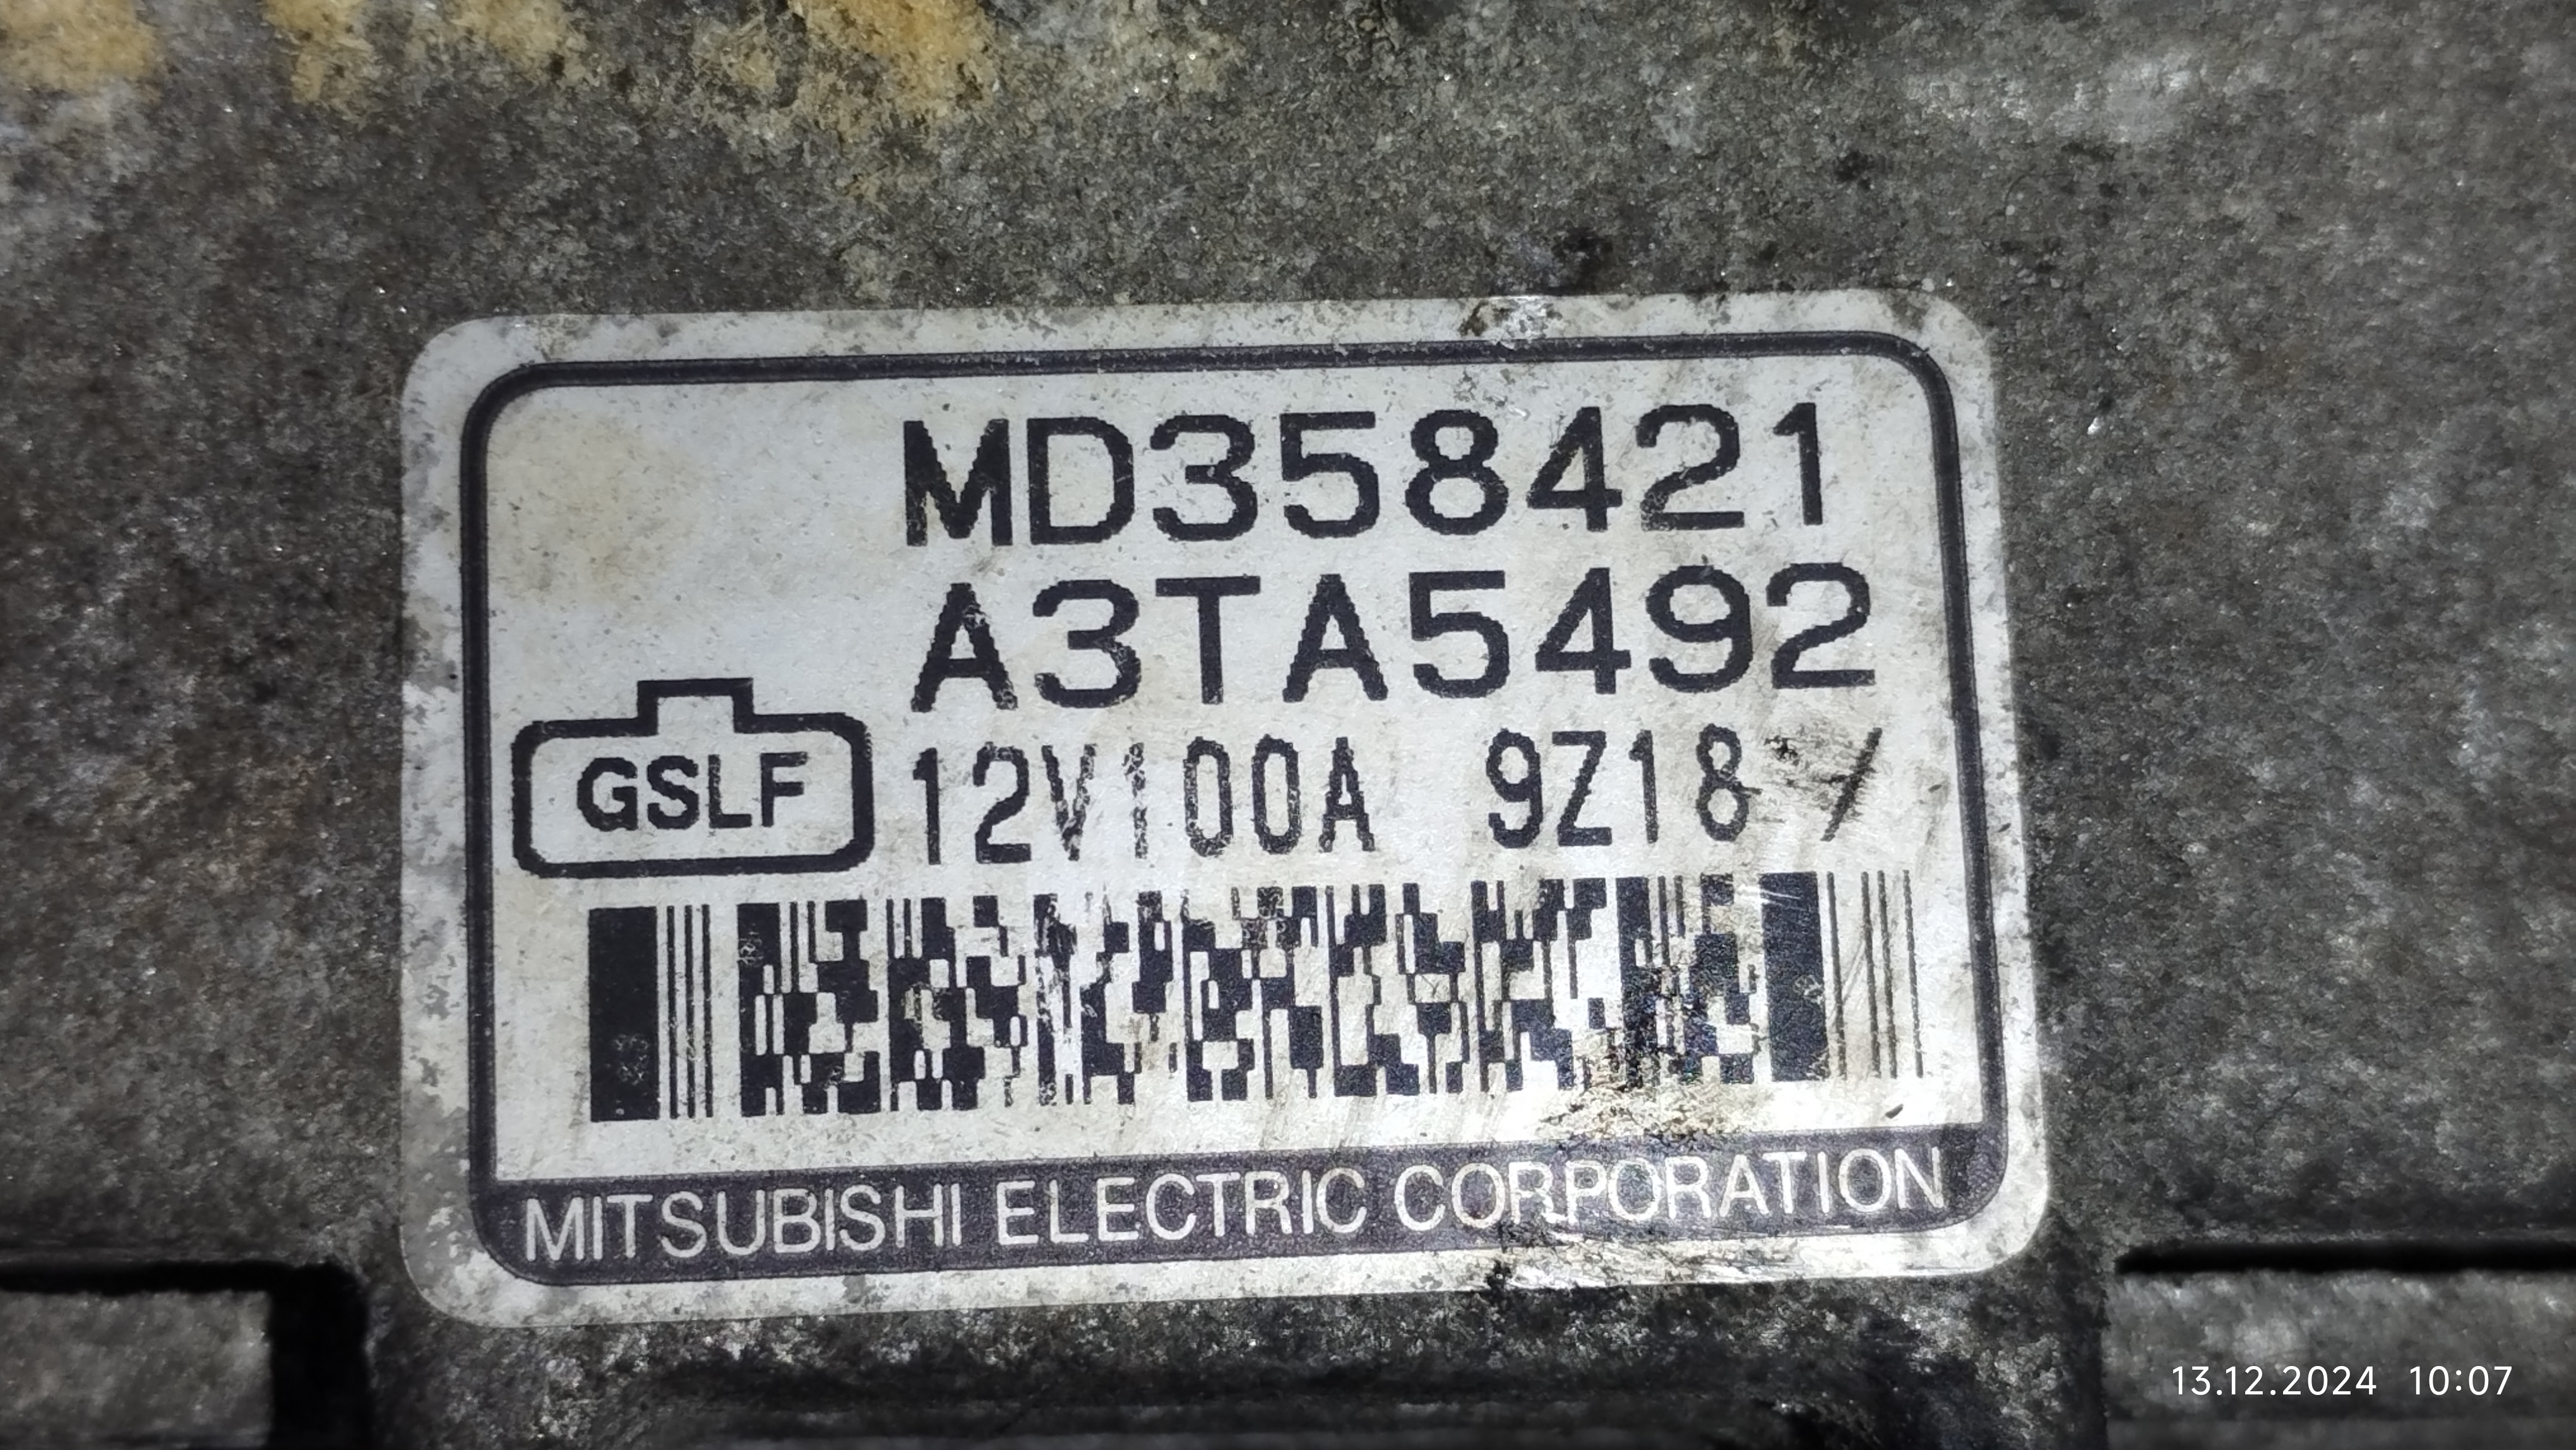 MD358421
A3TA5492
GSLF 12V100A 9Z18 /
MITSUBISHI ELECTRIC CORPORATION
13.12.2024 10:07